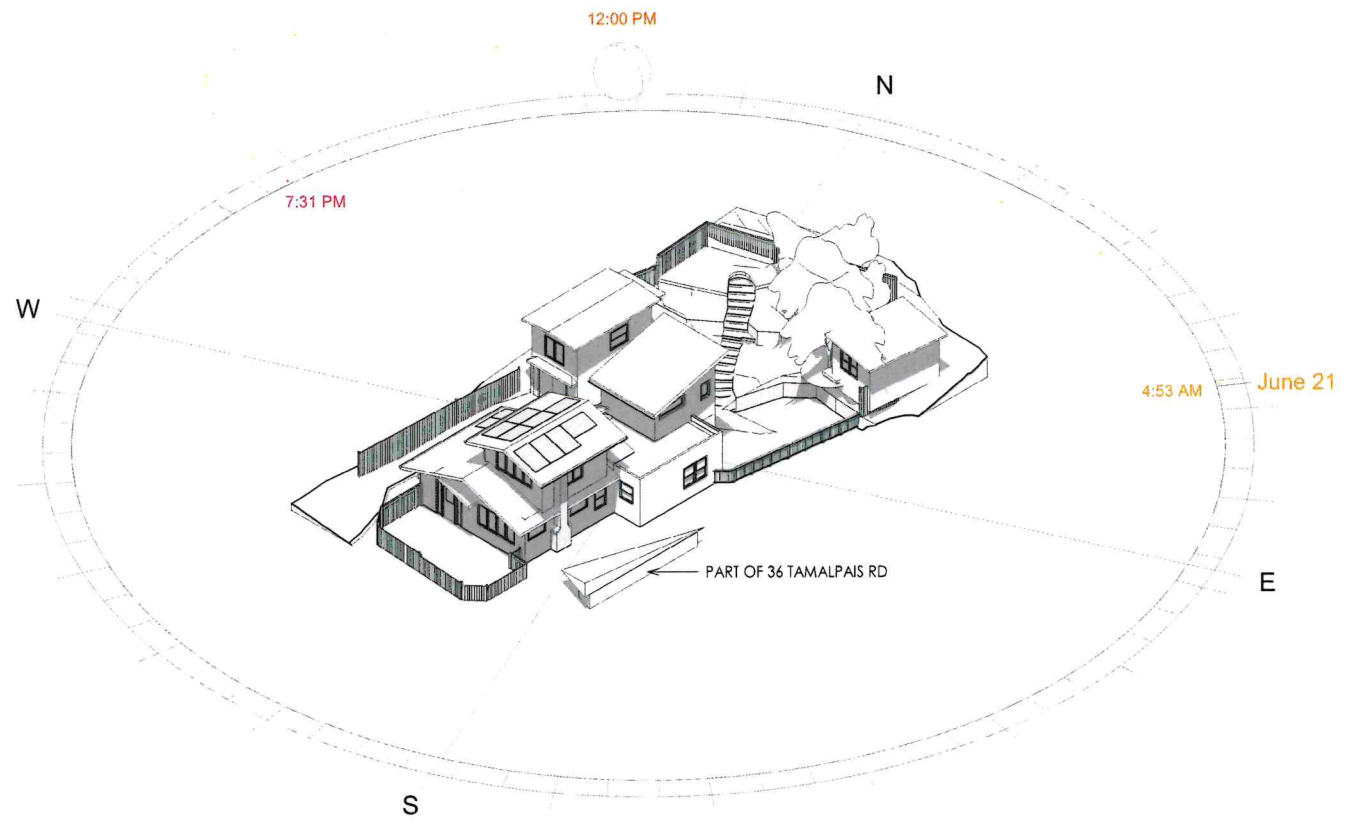 12:00 PM
N
7:31 PM
W
4:53 AM
June 21
PART OF 36 TAMALPAIS RD
E
S